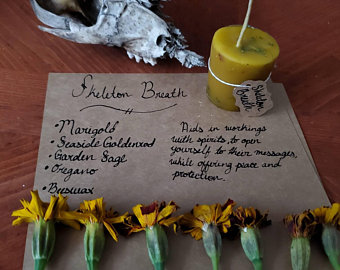 Skeleton Breath
• Marigold
• Seaside Goldenrod
• Garden Sage
• Oregano
• Beeswax
Aids in workings
with spirits, to open
yourself to their messages,
while offering peace and
protection.
Skeleton
Breath